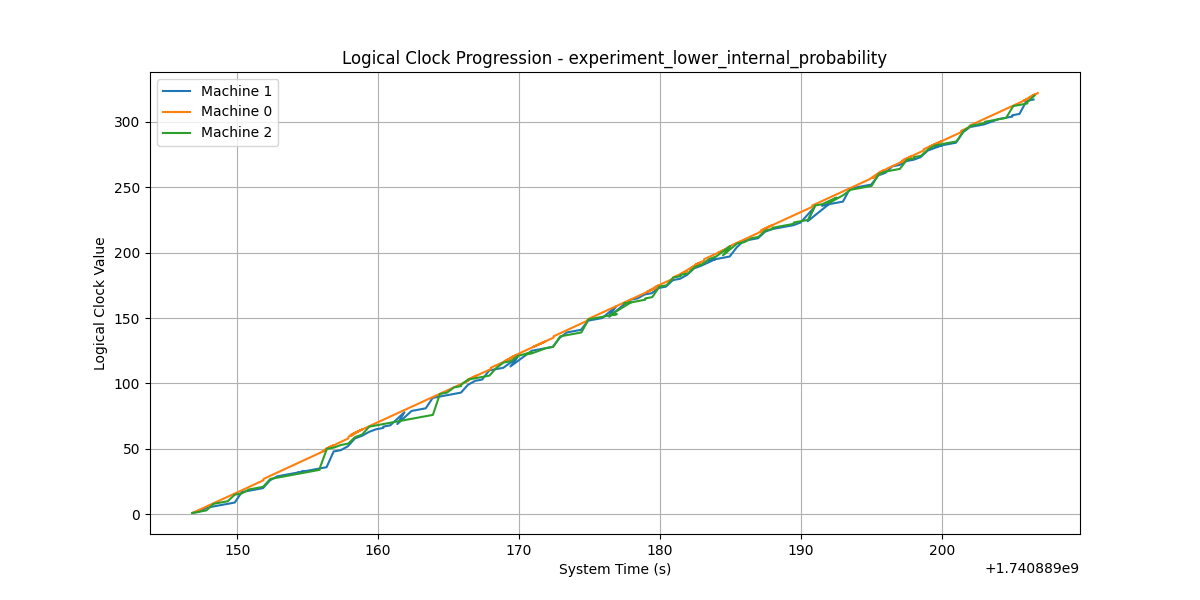 Logical Clock Progression - experiment_lower_internal_probability
Machine 1
Machine 0
Machine 2
Logical Clock Value
300
250
200
150
100
50
0
150
160
170
180
190
200
System Time (s)
+1.740889e9